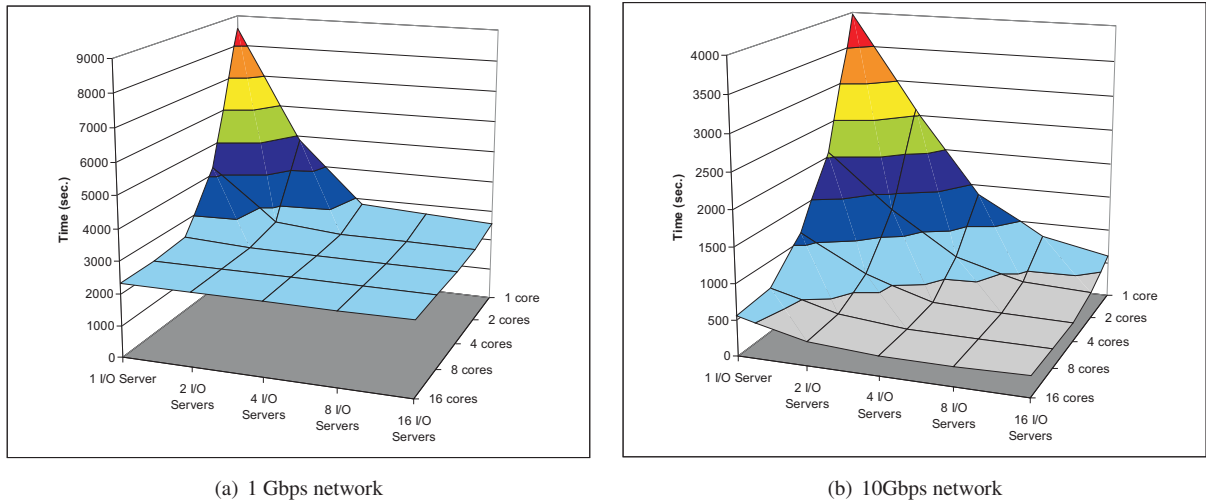 9000
8000
7000
6000
5000
4000
3000
2000
1000
0
Time (sec.)
1 I/O Server
2 I/O
Servers
4 I/O
Servers
8 I/O
Servers
16 I/O
Servers
1 core
2 cores
4 cores
8 cores
16 cores
(a) 1 Gbps network
4000
3500
3000
2500
2000
1500
1000
500
0
Time (sec.)
1 I/O Server
2 I/O
Servers
4 I/O
Servers
8 I/O
Servers
16 I/O
Servers
1 core
2 cores
4 cores
8 cores
16 cores
(b) 10Gbps network